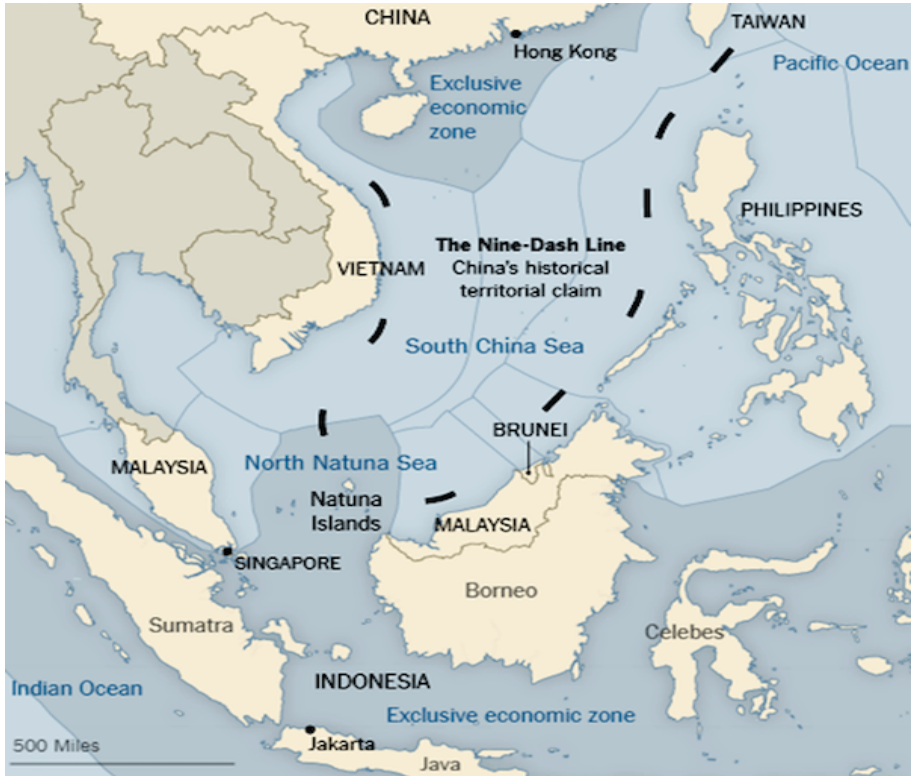 CHINA
TAIWAN
Hong Kong
Pacific Ocean
Exclusive
economic
zone
PHILIPPINES
The Nine-Dash Line
China's historical
territorial claim
VIETNAM
South China Sea
BRUNEI
MALAYSIA
North Natuna Sea
Natuna
Islands
MALAYSIA
SINGAPORE
Borneo
Sumatra
Celebes
INDONESIA
Indian Ocean
Exclusive economic zone
500 Miles
Jakarta
Java